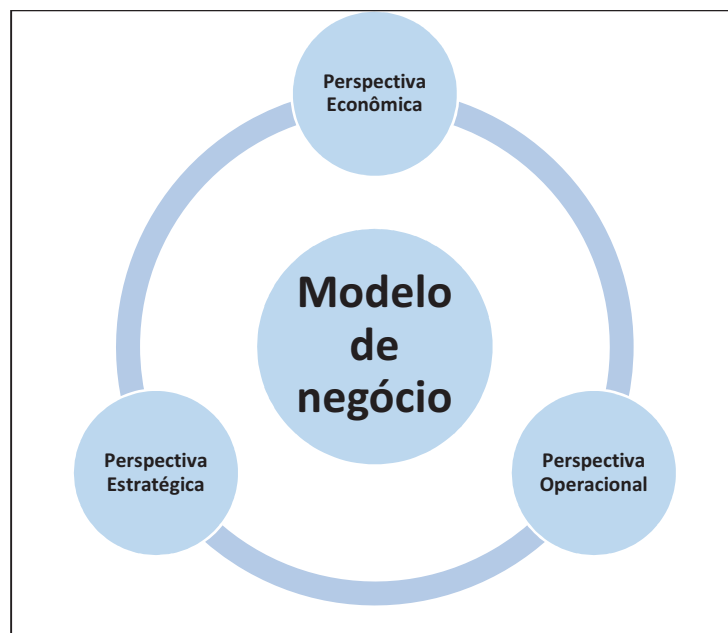 Perspectiva
Econômica
Modelo
de
negócio
Perspectiva
Estratégica
Perspectiva
Operacional